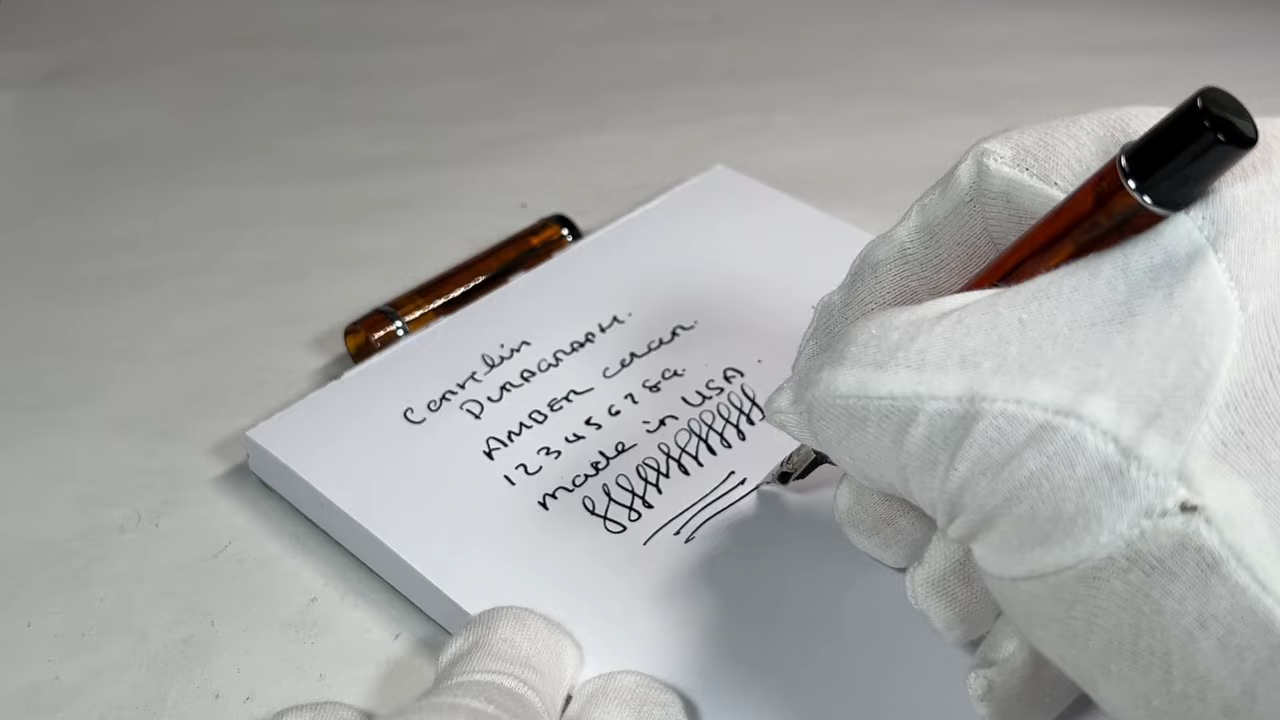 Conklin
DURAGRAPH.
AMBER COLOR.
123456789.
made in USA.